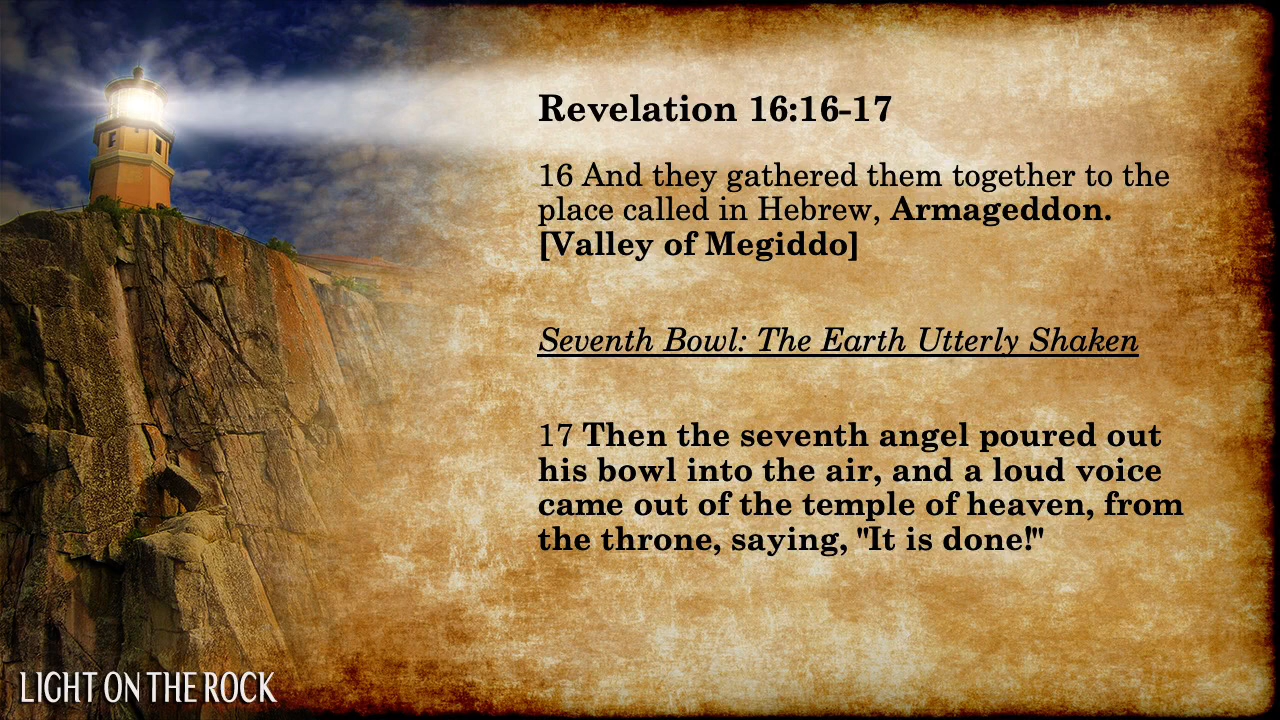 Revelation 16:16-17
16 And they gathered them together to the
place called in Hebrew, Armageddon.
[Valley of Megiddo]
Seventh Bowl: The Earth Utterly Shaken
17 Then the seventh angel poured out
his bowl into the air, and a loud voice
came out of the temple of heaven, from
the throne, saying, "It is done!"
LIGHT ON THE ROCK